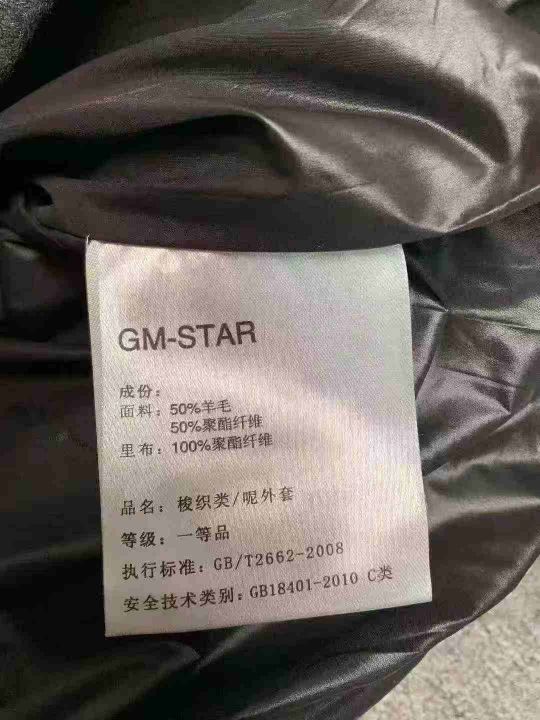 GM-STAR
成份：
面料：50%羊毛
50%聚酯纤维
里布：100%聚酯纤维
品名：梭织类/呢外套
等级：一等品
执行标准：GB/T2662-2008
安全技术类别：GB18401-2010 C类